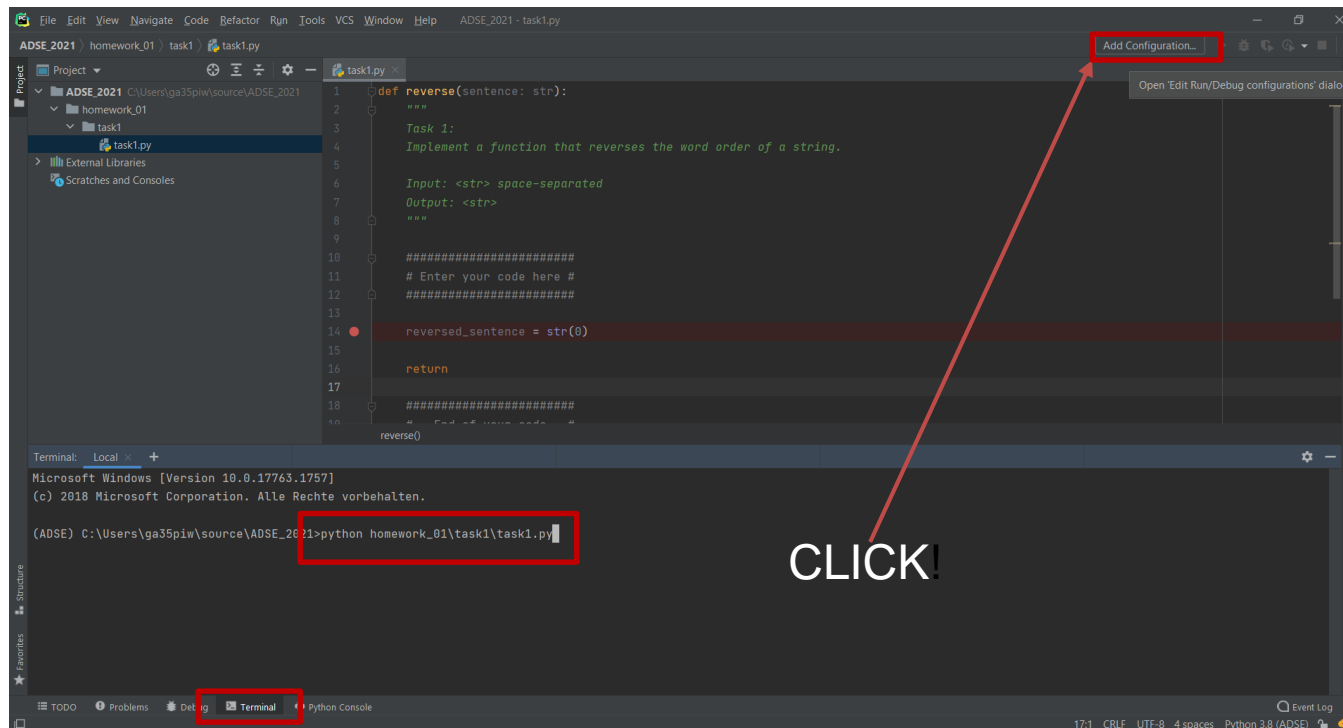 File Edit View Navigate Code Refactor Run Tools VCS Window Help ADSE_2021 - task1.py
ADSE_2021 homework_01 task1 task1.py Add Configuration...
Open 'Edit Run/Debug configurations' dialo
Project
Project
ADSE_2021 C:\Users\ga35piw\source\ADSE_2021
homework_01
task1
task1.py
External Libraries
Scratches and Consoles
task1.py
1 def reverse(sentence: str):
2 """
3 Task 1:
4 Implement a function that reverses the word order of a string.
5
6 Input: <str> space-separated
7 Output: <str>
8 """
9
10 ########################
11 # Enter your code here #
12 ########################
13
14 reversed_sentence = str(0)
15
16 return
17
18 ########################
19 # End of your code #
reverse()
Terminal: Local +
Microsoft Windows [Version 10.0.17763.1757]
(c) 2018 Microsoft Corporation. Alle Rechte vorbehalten.
(ADSE) C:\Users\ga35piw\source\ADSE_2021>python homework_01\task1\task1.py
CLICK!
Structure
Favorites
TODO Problems Debug Terminal Python Console Event Log
17:1 CRLF UTF-8 4 spaces Python 3.8 (ADSE)